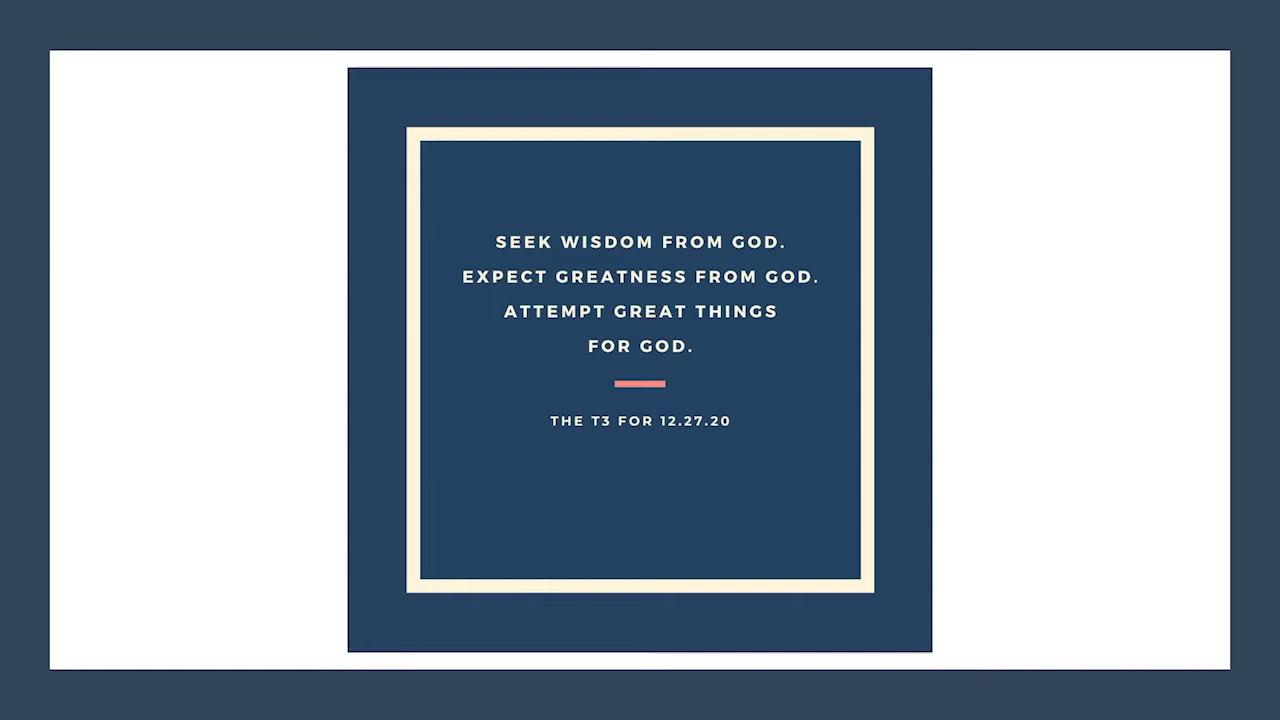 SEEK WISDOM FROM GOD.
EXPECT GREATNESS FROM GOD.
ATTEMPT GREAT THINGS
FOR GOD.
THE T3 FOR 12.27.20